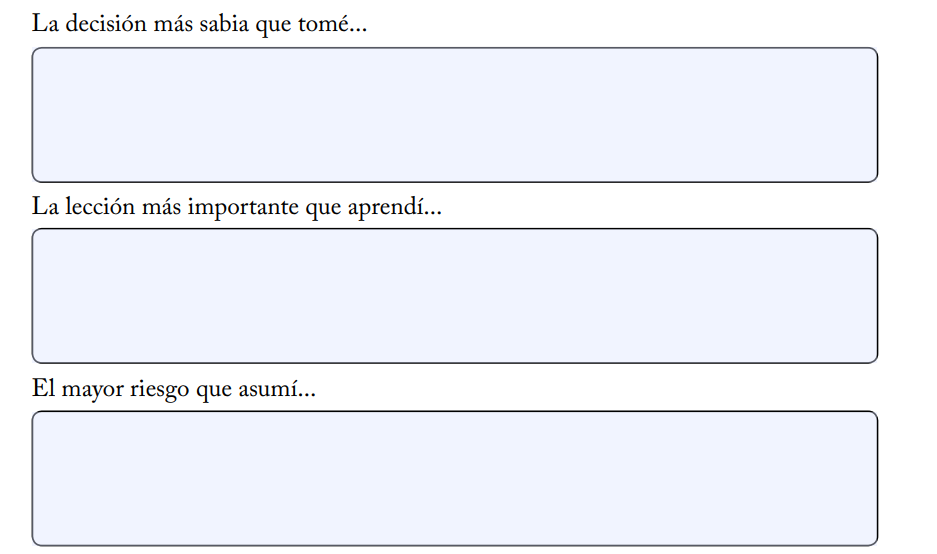 La decisión más sabia que tomé...
La lección más importante que aprendí...
El mayor riesgo que asumí...